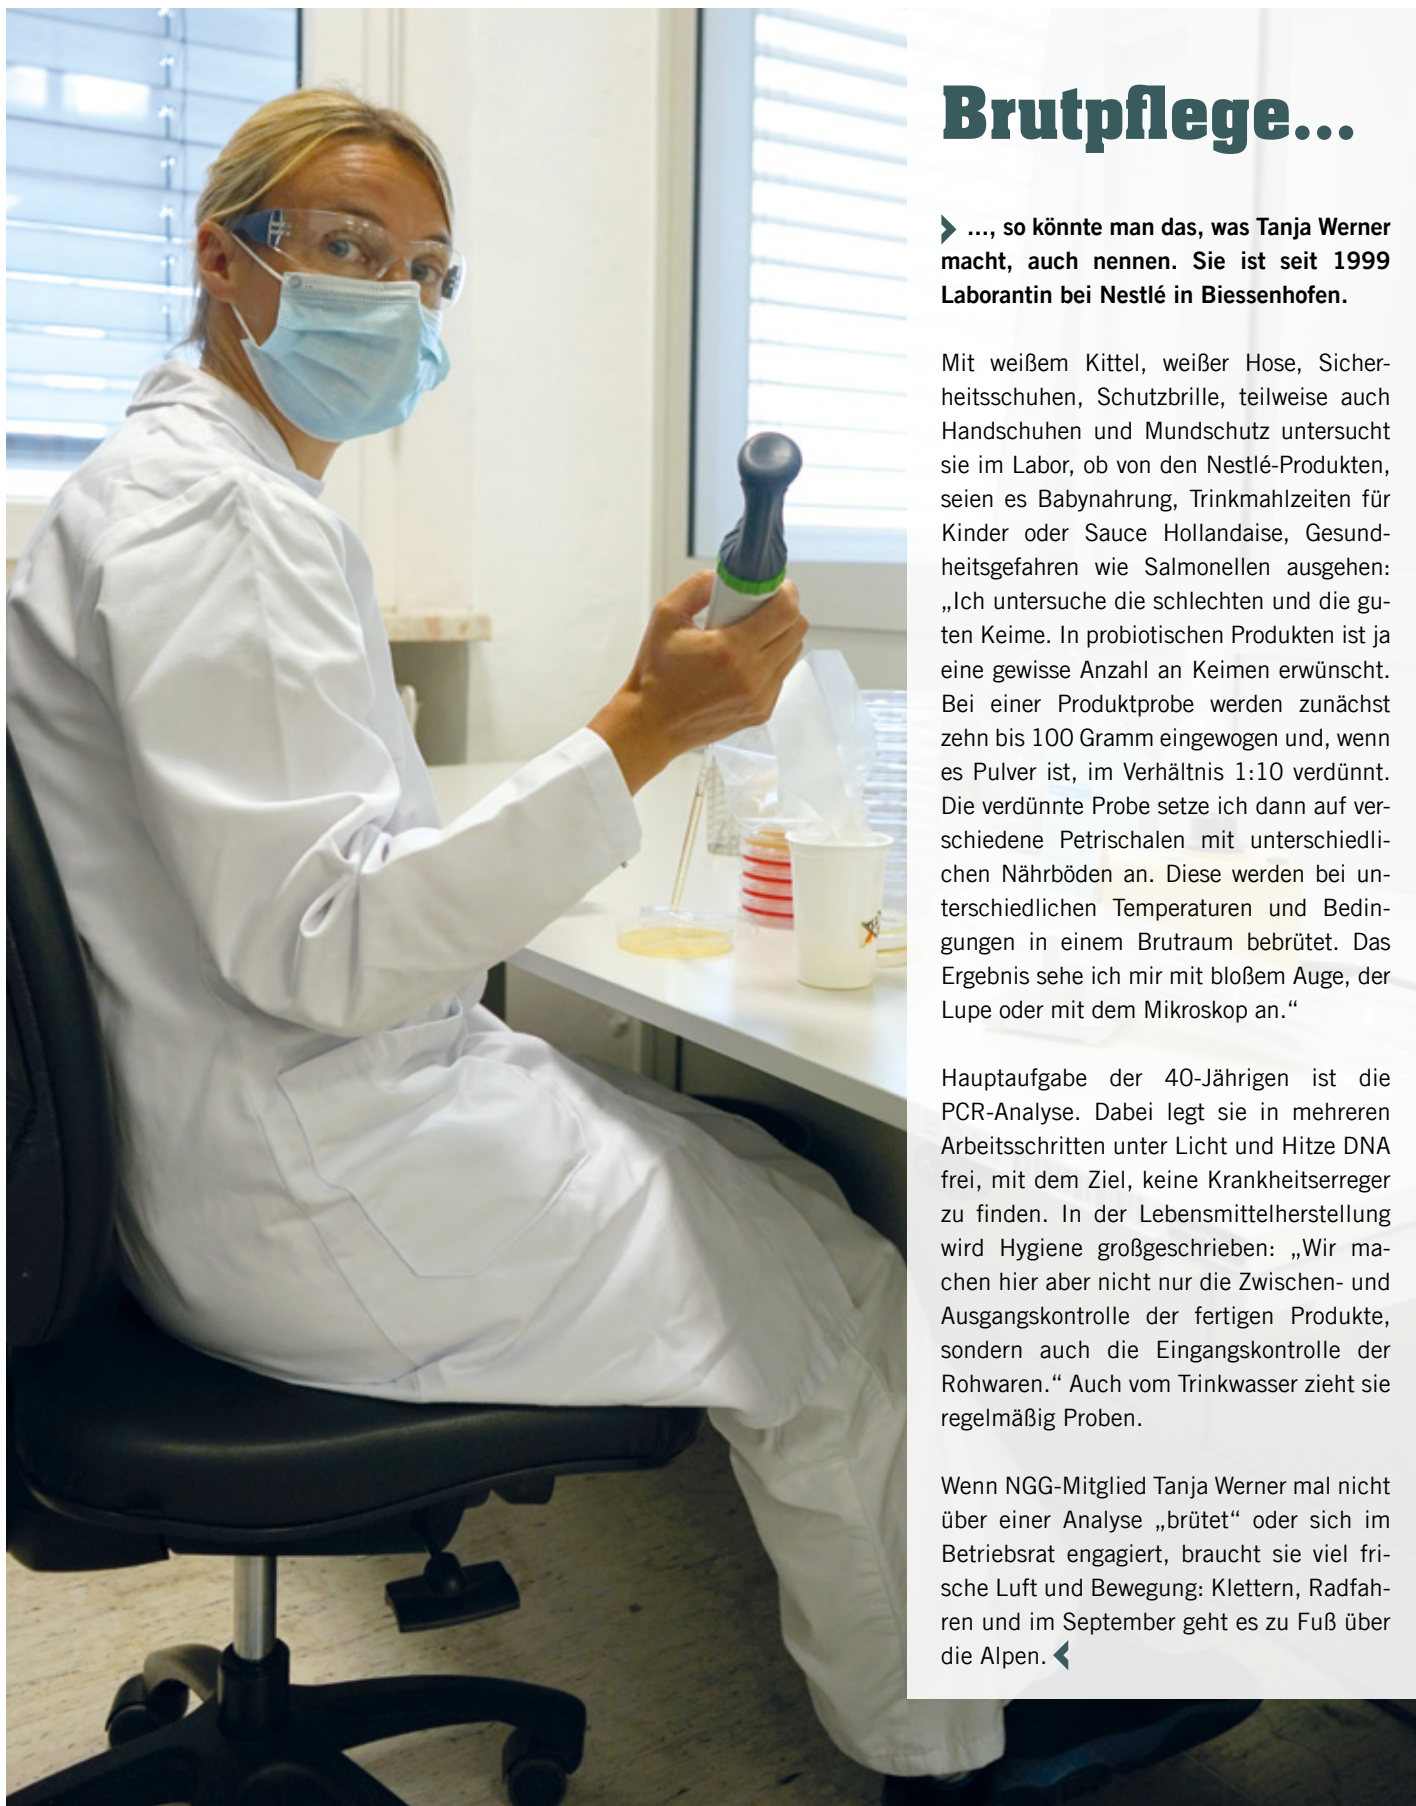 Brutpflege...
..., so könnte man das, was Tanja Werner
macht, auch nennen. Sie ist seit 1999
Laborantin bei Nestlé in Biessenhofen.
Mit weißem Kittel, weißer Hose, Sicher-
heitsschuhen, Schutzbrille, teilweise auch
Handschuhen und Mundschutz untersucht
sie im Labor, ob von den Nestlé-Produkten,
seien es Babynahrung, Trinkmahlzeiten für
Kinder oder Sauce Hollandaise, Gesund-
heitsgefahren wie Salmonellen ausgehen:
„Ich untersuche die schlechten und die gu-
ten Keime. In probiotischen Produkten ist ja
eine gewisse Anzahl an Keimen erwünscht.
Bei einer Produktprobe werden zunächst
zehn bis 100 Gramm eingewogen und, wenn
es Pulver ist, im Verhältnis 1:10 verdünnt.
Die verdünnte Probe setze ich dann auf ver-
schiedene Petrischalen mit unterschiedli-
chen Nährböden an. Diese werden bei un-
terschiedlichen Temperaturen und Bedin-
gungen in einem Brutraum bebrütet. Das
Ergebnis sehe ich mir mit bloßem Auge, der
Lupe oder mit dem Mikroskop an.“
Hauptaufgabe der 40-Jährigen ist die
PCR-Analyse. Dabei legt sie in mehreren
Arbeitsschritten unter Licht und Hitze DNA
frei, mit dem Ziel, keine Krankheitserreger
zu finden. In der Lebensmittelherstellung
wird Hygiene großgeschrieben: „Wir ma-
chen hier aber nicht nur die Zwischen- und
Ausgangskontrolle der fertigen Produkte,
sondern auch die Eingangskontrolle der
Rohwaren.“ Auch vom Trinkwasser zieht sie
regelmäßig Proben.
Wenn NGG-Mitglied Tanja Werner mal nicht
über einer Analyse „brütet“ oder sich im
Betriebsrat engagiert, braucht sie viel fri-
sche Luft und Bewegung: Klettern, Radfah-
ren und im September geht es zu Fuß über
die Alpen.